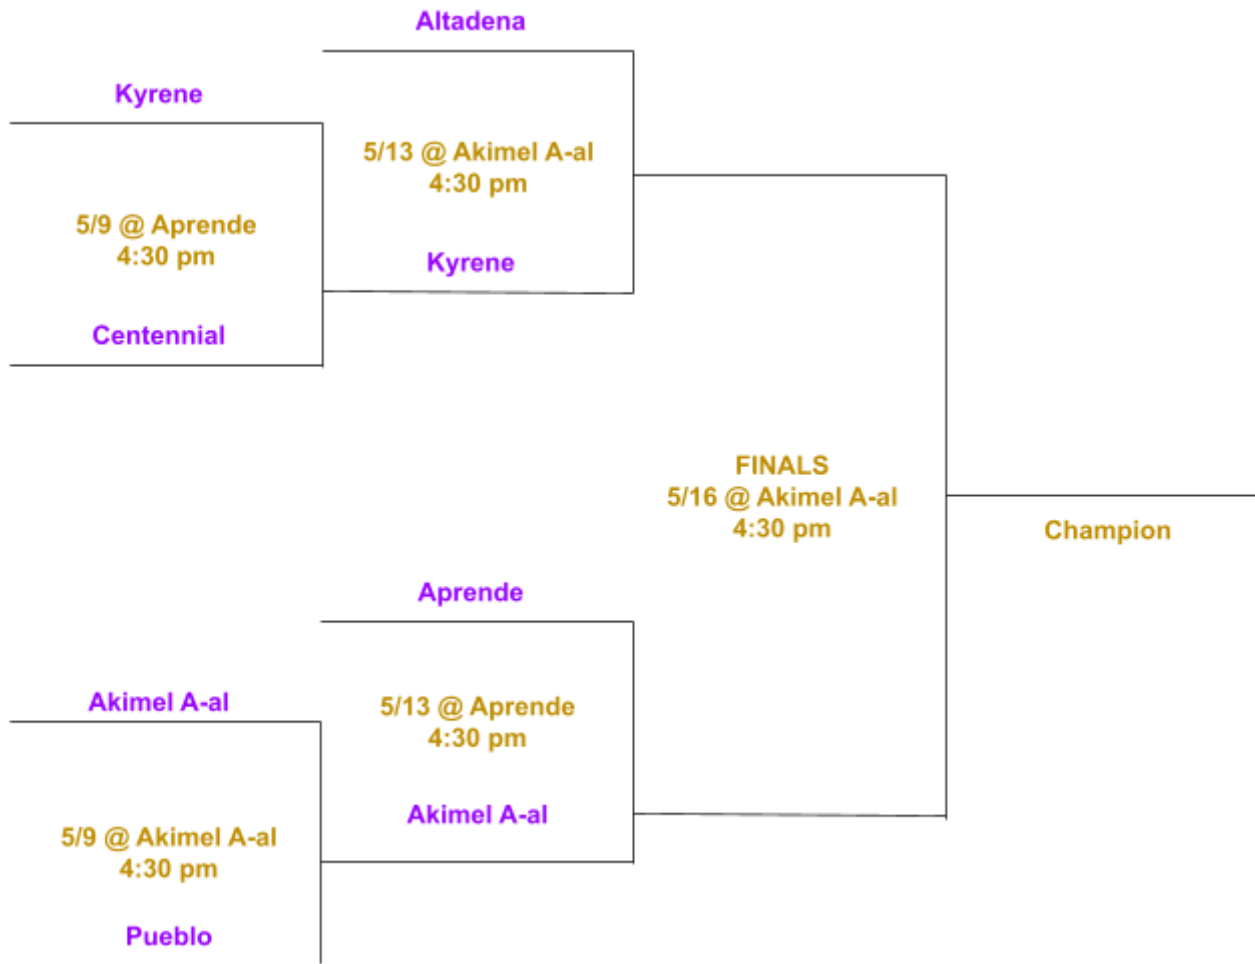 Altadena
Kyrene
5/13 @ Akimel A-al
4:30 pm
5/9 @ Aprende
4:30 pm
Kyrene
Centennial
FINALS
5/16 @ Akimel A-al
4:30 pm
Champion
Aprende
Akimel A-al
5/13 @ Aprende
4:30 pm
Akimel A-al
5/9 @ Akimel A-al
4:30 pm
Pueblo